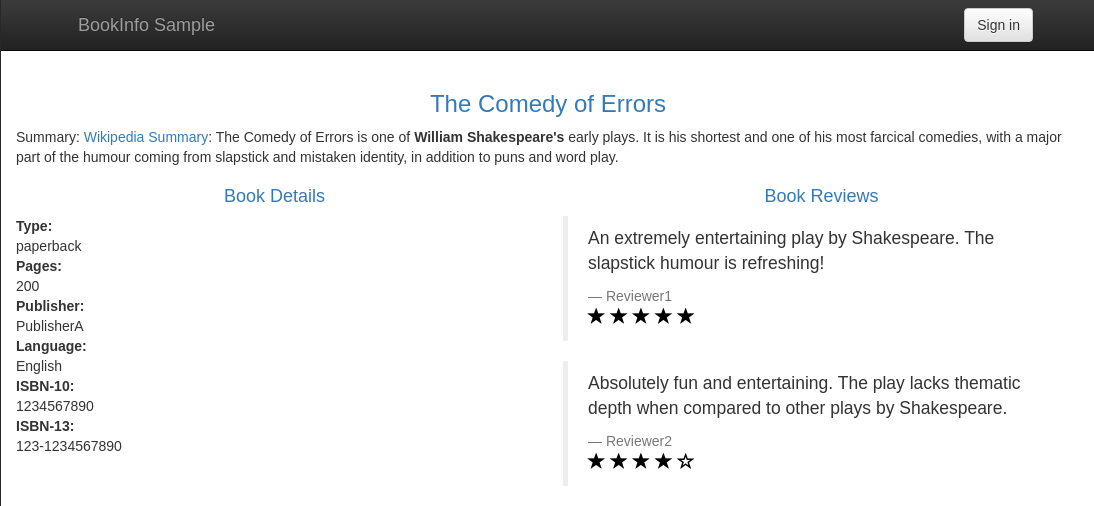 BookInfo Sample
Sign in
The Comedy of Errors
Summary: Wikipedia Summary: The Comedy of Errors is one of William Shakespeare's early plays. It is his shortest and one of his most farcical comedies, with a major
part of the humour coming from slapstick and mistaken identity, in addition to puns and word play.
Book Details
Type:
paperback
Pages:
200
Publisher:
PublisherA
Language:
English
ISBN-10:
1234567890
ISBN-13:
123-1234567890
Book Reviews
An extremely entertaining play by Shakespeare. The
slapstick humour is refreshing!
— Reviewer1
★ ★ ★ ★ ★
Absolutely fun and entertaining. The play lacks thematic
depth when compared to other plays by Shakespeare.
— Reviewer2
★ ★ ★ ★ ☆